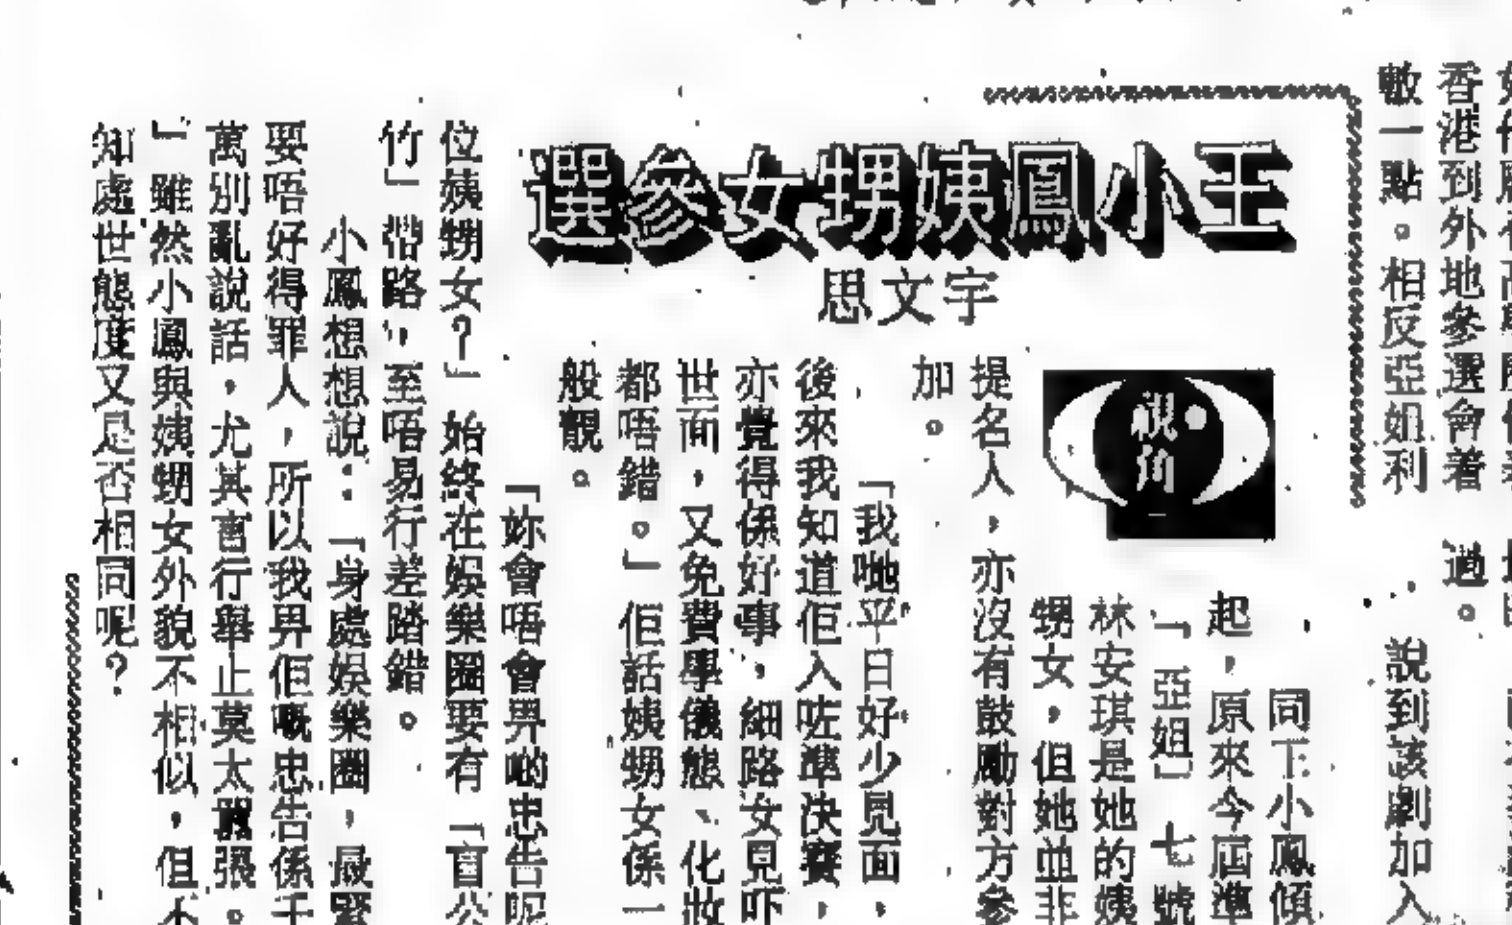 香港到外地參選會着
過。
敏一點。相反亞姐利
說到該劇加入
王小鳳姨甥女參選
思文宇
視角
同下小鳳傾
起,原來今屆準
「亞姐」七號
林安琪是她的姨
甥女,但她並非
提名人,亦沒有鼓勵對方參
加。
「我哋平日好少見面,
後來我知道佢入咗準决賽,
亦覺得係好事,細路女見吓
世面,又免費學儀態、化妝
都唔錯。」佢話姨甥女係一
般靚。
「妳會唔會畀啲忠告呢
位姨甥女?」始終在娛樂圈要有「盲公
竹」帶路,至唔易行差踏錯。
小鳳想想說:「身處娛樂圈,最緊
要唔好得罪人,所以我畀佢嘅忠告係千
萬別亂說話,尤其言行舉止莫太囂張。
」雖然小鳳與姨甥女外貌不相似,但不
知處世態度又是否相同呢?